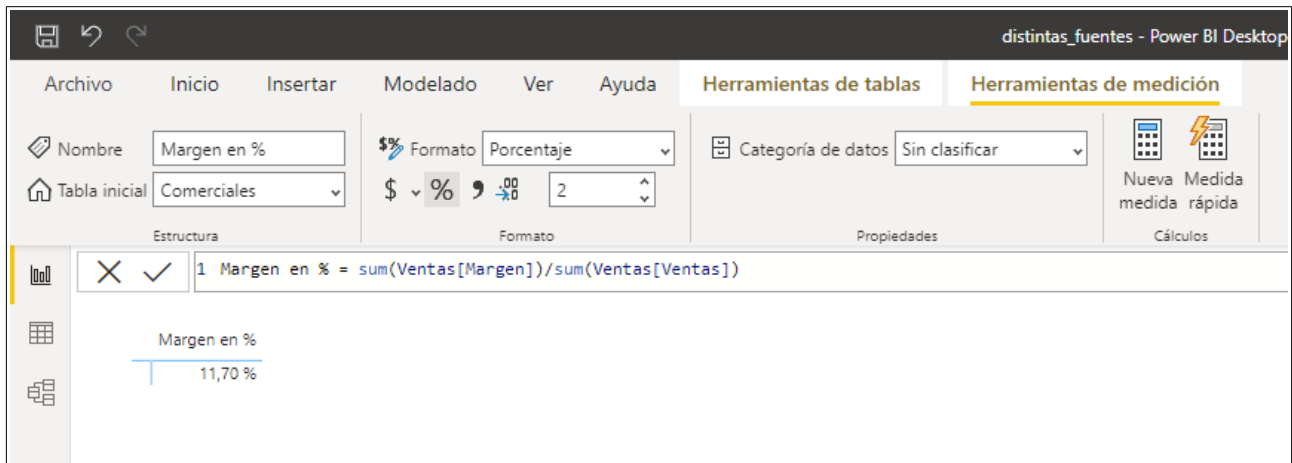 distintas_fuentes - Power BI Desktop
Archivo Inicio Insertar Modelado Ver Ayuda Herramientas de tablas Herramientas de medición
Nombre Margen en % $% Formato Porcentaje Categoría de datos Sin clasificar
Tabla inicial Comerciales $ % 9 .00 2 Nueva medida Medida rápida
Estructura Formato Propiedades Cálculos
1 Margen en % = sum(Ventas[Margen])/sum(Ventas[Ventas])
Margen en %
11,70 %